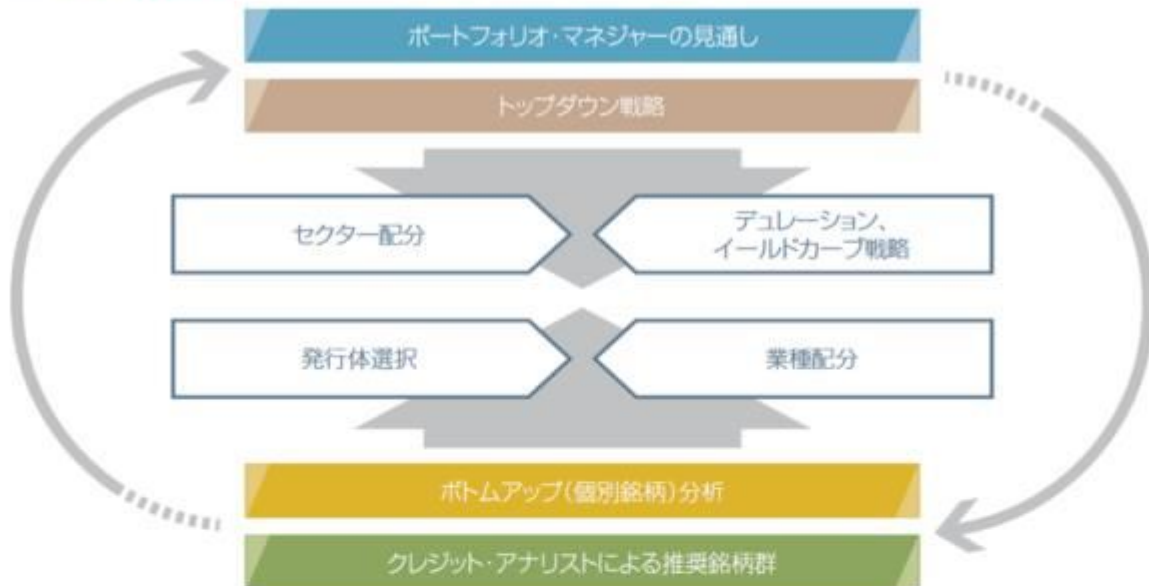 ポートフォリオ・マネジャーの見通し
トップダウン戦略
セクター配分
デュレーション、
イールドカーブ戦略
発行体選択
業種配分
ボトムアップ(個別銘柄)分析
クレジット・アナリストによる推奨銘柄群